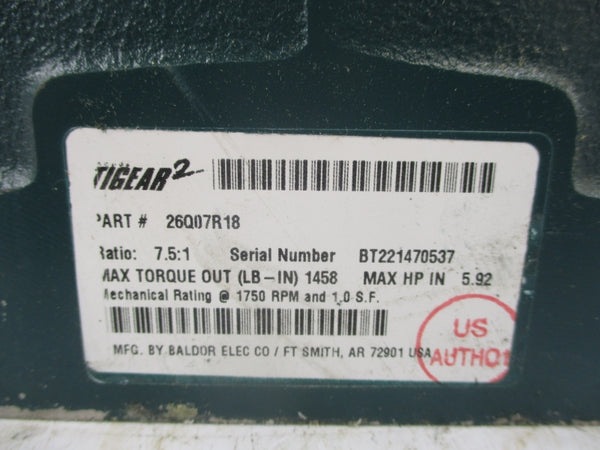 TIGEAR 2
PART # 26Q07R18
Ratio: 7.5:1 Serial Number BT221470537
MAX TORQUE OUT (LB-IN) 1458 MAX HP IN 5.92
Mechanical Rating @ 1750 RPM and 1.0 S.F.
MFG. BY BALDOR ELEC CO / FT SMITH, AR 72901 USA
US
AUTHO